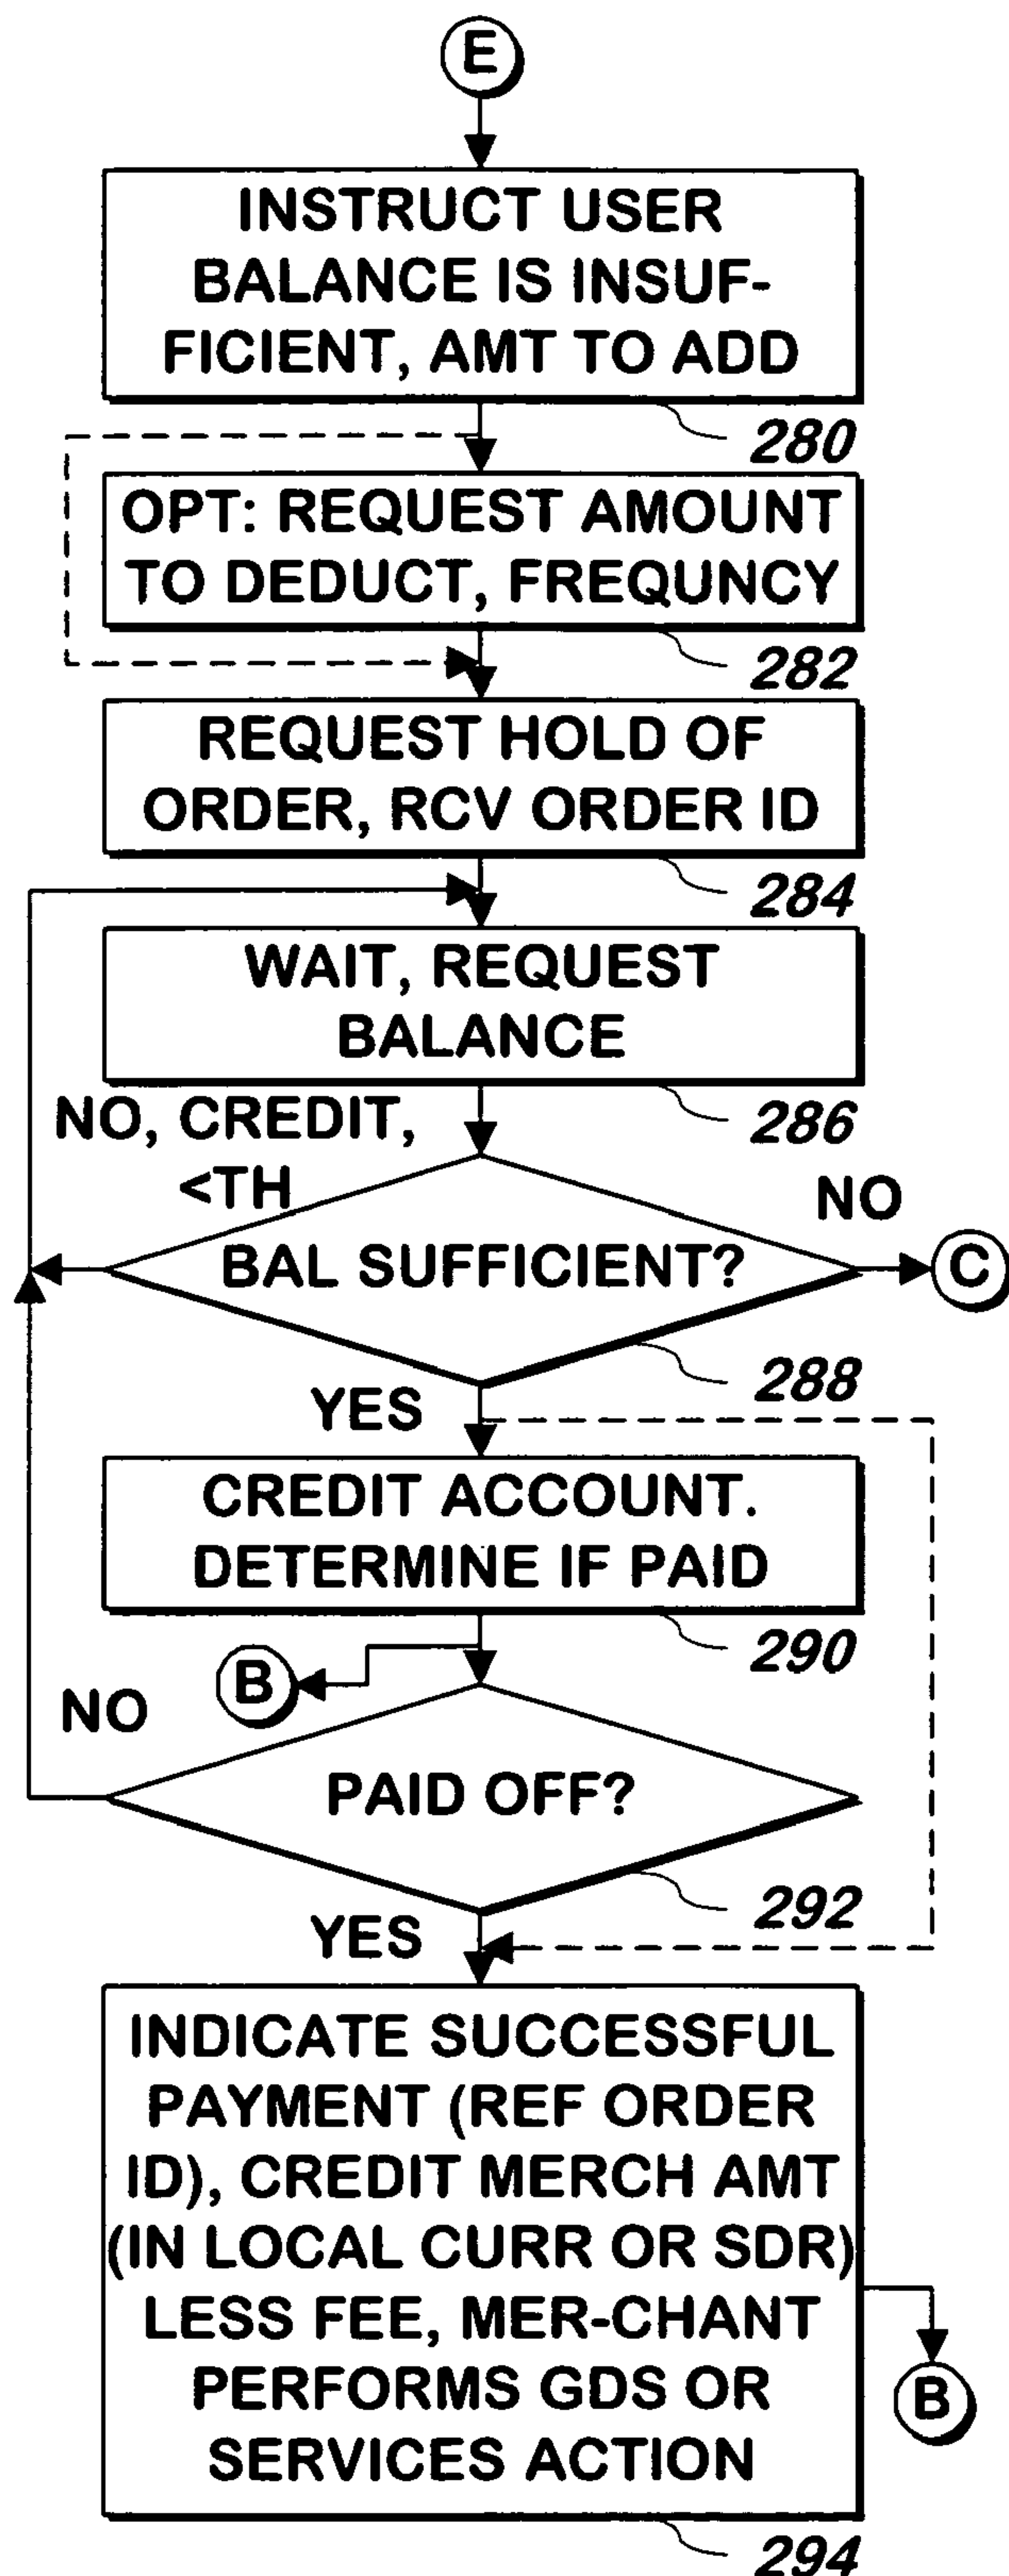 E
INSTRUCT USER
BALANCE IS INSUF-
FICIENT, AMT TO ADD
280
OPT: REQUEST AMOUNT
TO DEDUCT, FREQUNCY
282
REQUEST HOLD OF
ORDER, RCV ORDER ID
284
WAIT, REQUEST
BALANCE
286
NO, CREDIT,
<TH
NO
BAL SUFFICIENT?
C
288
YES
CREDIT ACCOUNT.
DETERMINE IF PAID
290
B
NO
PAID OFF?
292
YES
INDICATE SUCCESSFUL
PAYMENT (REF ORDER
ID), CREDIT MERCH AMT
(IN LOCAL CURR OR SDR)
LESS FEE, MER-CHANT
PERFORMS GDS OR
SERVICES ACTION
B
294